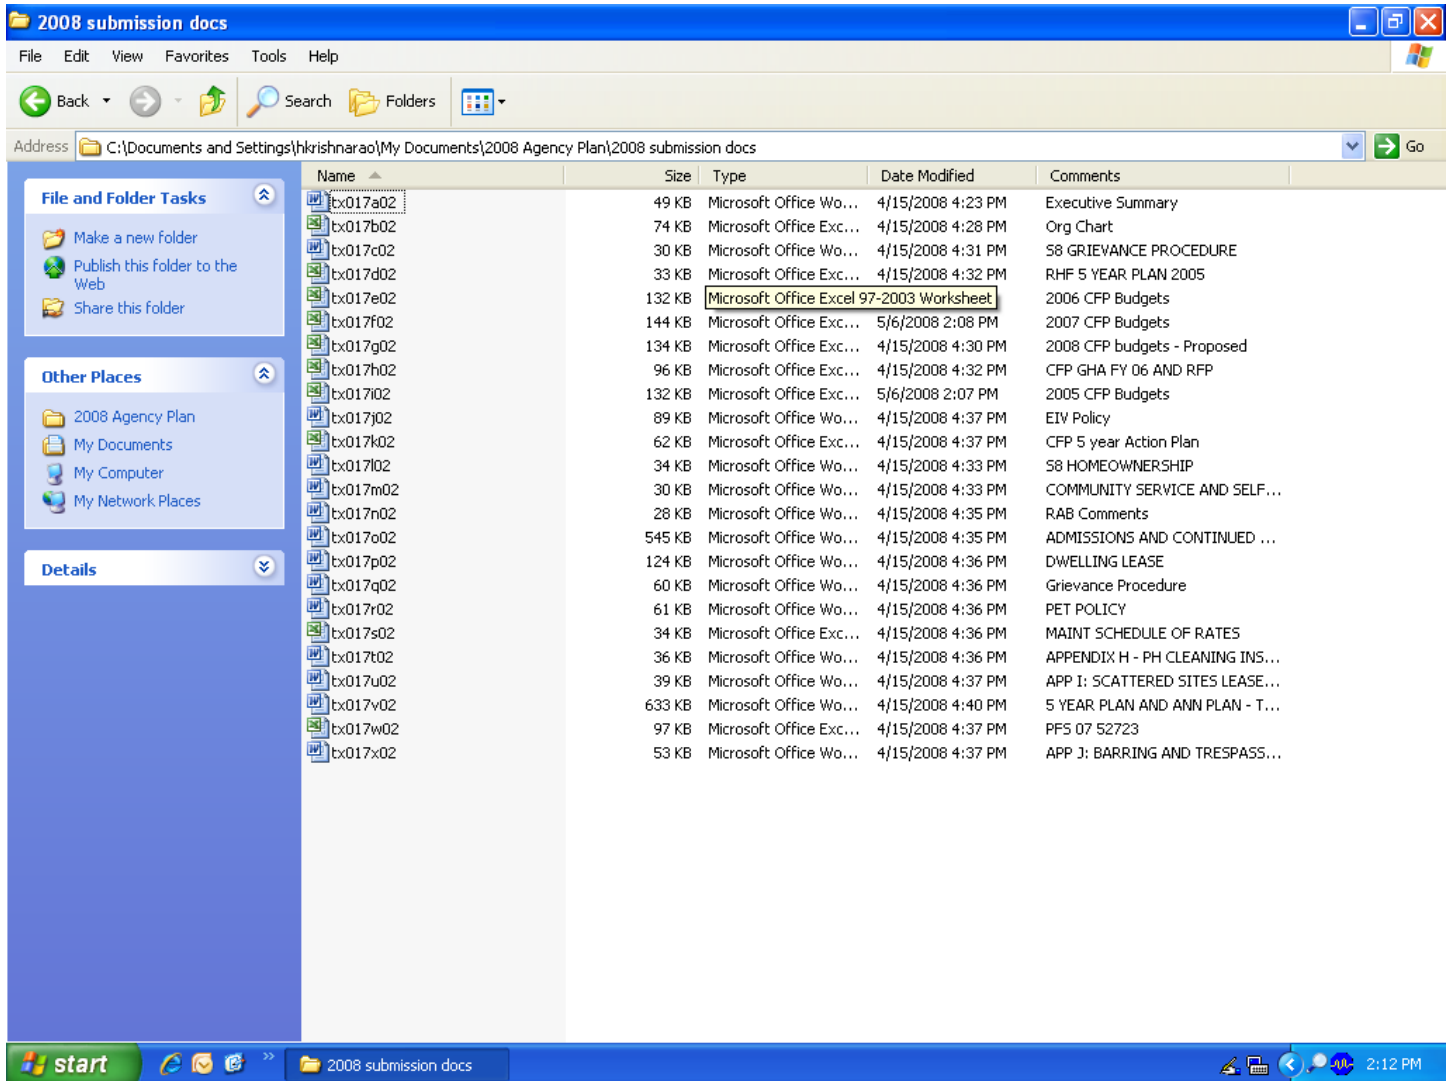 2008 submission docs
File Edit View Favorites Tools Help
Back Search Folders
Address C:\Documents and Settings\hkrishnarao\My Documents\2008 Agency Plan\2008 submission docs Go
File and Folder Tasks
Make a new folder
Publish this folder to the
Web
Share this folder
Other Places
2008 Agency Plan
My Documents
My Computer
My Network Places
Details
Name Size Type Date Modified Comments
tx017a02 49 KB Microsoft Office Wo... 4/15/2008 4:23 PM Executive Summary
tx017b02 74 KB Microsoft Office Exc... 4/15/2008 4:28 PM Org Chart
tx017c02 30 KB Microsoft Office Wo... 4/15/2008 4:31 PM S8 GRIEVANCE PROCEDURE
tx017d02 33 KB Microsoft Office Exc... 4/15/2008 4:32 PM RHF 5 YEAR PLAN 2005
tx017e02 132 KB Microsoft Office Excel 97-2003 Worksheet 2006 CFP Budgets
tx017f02 144 KB Microsoft Office Exc... 5/6/2008 2:08 PM 2007 CFP Budgets
tx017g02 134 KB Microsoft Office Exc... 4/15/2008 4:30 PM 2008 CFP budgets - Proposed
tx017h02 96 KB Microsoft Office Exc... 4/15/2008 4:32 PM CFP GHA FY 06 AND RFP
tx017i02 132 KB Microsoft Office Exc... 5/6/2008 2:07 PM 2005 CFP Budgets
tx017j02 89 KB Microsoft Office Wo... 4/15/2008 4:37 PM EIV Policy
tx017k02 62 KB Microsoft Office Exc... 4/15/2008 4:37 PM CFP 5 year Action Plan
tx017l02 34 KB Microsoft Office Wo... 4/15/2008 4:33 PM S8 HOMEOWNERSHIP
tx017m02 30 KB Microsoft Office Wo... 4/15/2008 4:33 PM COMMUNITY SERVICE AND SELF...
tx017n02 28 KB Microsoft Office Wo... 4/15/2008 4:35 PM RAB Comments
tx017o02 545 KB Microsoft Office Wo... 4/15/2008 4:35 PM ADMISSIONS AND CONTINUED ...
tx017p02 124 KB Microsoft Office Wo... 4/15/2008 4:36 PM DWELLING LEASE
tx017q02 60 KB Microsoft Office Wo... 4/15/2008 4:36 PM Grievance Procedure
tx017r02 61 KB Microsoft Office Wo... 4/15/2008 4:36 PM PET POLICY
tx017s02 34 KB Microsoft Office Exc... 4/15/2008 4:36 PM MAINT SCHEDULE OF RATES
tx017t02 36 KB Microsoft Office Wo... 4/15/2008 4:36 PM APPENDIX H - PH CLEANING INS...
tx017u02 39 KB Microsoft Office Wo... 4/15/2008 4:37 PM APP I: SCATTERED SITES LEASE...
tx017v02 633 KB Microsoft Office Wo... 4/15/2008 4:40 PM 5 YEAR PLAN AND ANN PLAN - T...
tx017w02 97 KB Microsoft Office Exc... 4/15/2008 4:37 PM PFS 07 52723
tx017x02 53 KB Microsoft Office Wo... 4/15/2008 4:37 PM APP J: BARRING AND TRESPASS...
start 2008 submission docs 2:12 PM